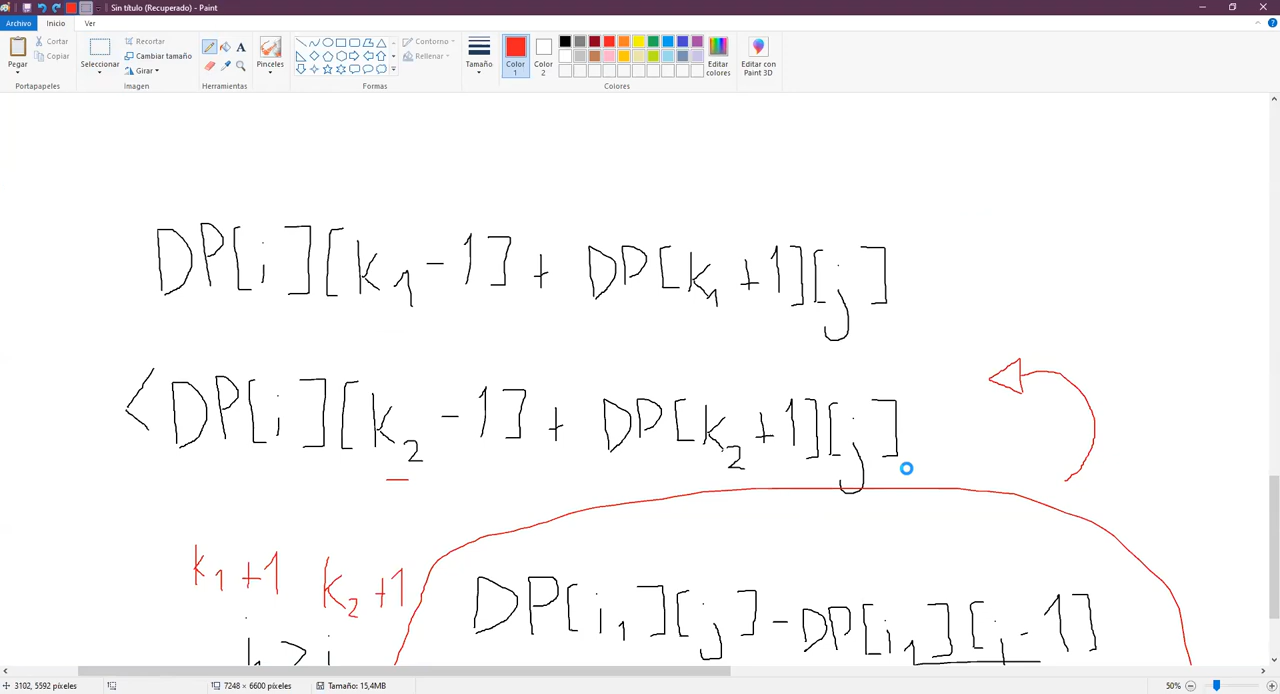 Sin título (Recuperado) - Paint
Archivo Inicio Ver
Pegar
Cortar
Copiar
Portapapeles
Seleccionar
Recortar
Cambiar tamaño
Girar
Imagen
A
Herramientas
Pinceles
Contorno
Rellenar
Formas
Tamaño
Color 1
Color 2
Editar colores
Colores
Editar con Paint 3D
DP[i][k₁-1] + DP[k₁+1][j]
<DP[i][k₂-1] + DP[k₂+1][j]
k₁+1 k₂+1
DP[i₁][j] - DP[i₁][j-1]
3102, 5592 píxeles 7248 × 6600 píxeles Tamaño: 15,4MB 50%